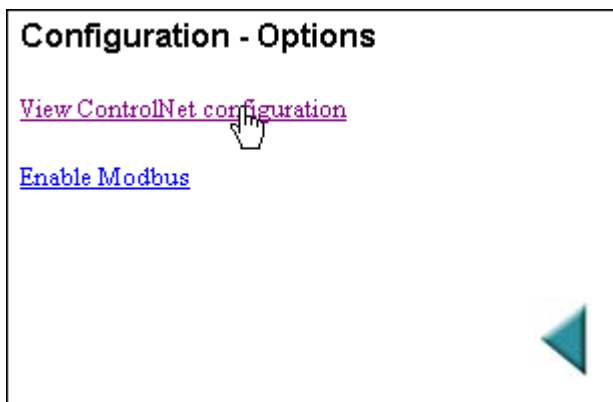 Configuration - Options
View ControlNet configuration
Enable Modbus